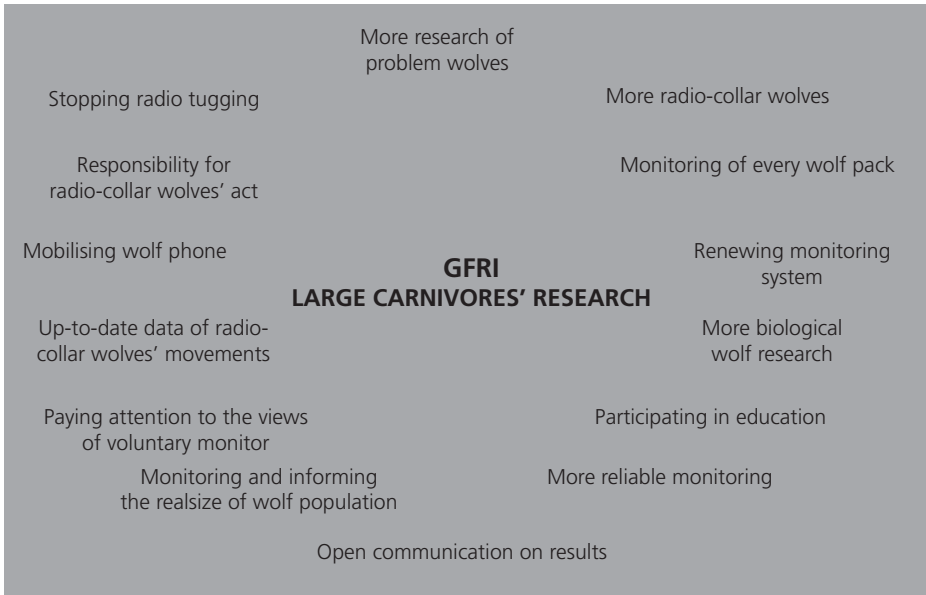 More research of
problem wolves
Stopping radio tugging
More radio-collar wolves
Responsibility for
radio-collar wolves’ act
Monitoring of every wolf pack
Mobilising wolf phone
Renewing monitoring
system
GFRI
LARGE CARNIVORES’ RESEARCH
Up-to-date data of radio-
collar wolves’ movements
More biological
wolf research
Paying attention to the views
of voluntary monitor
Participating in education
Monitoring and informing
the realsize of wolf population
More reliable monitoring
Open communication on results